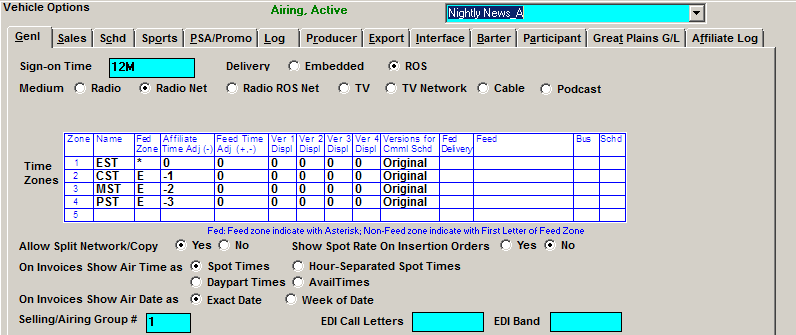 Vehicle Options Airing, Active Nightly News_A
Genl Sales Schd Sports PSA/Promo Log Producer Export Interface Barter Participant Great Plains G/L Affiliate Log
Sign-on Time 12M Delivery Embedded ROS
Medium Radio Radio Net Radio ROS Net TV TV Network Cable Podcast
Time Zones
Zone Name Fed Zone Affiliate Time Adj (-) Feed Time Adj (+,-) Ver 1 Displ Ver 2 Displ Ver 3 Displ Ver 4 Displ Versions for Cmml Schd Fed Delivery Feed Bus Schd
1 EST * 0 0 0 0 0 0 Original
2 CST E -1 0 0 0 0 0 Original
3 MST E -2 0 0 0 0 0 Original
4 PST E -3 0 0 0 0 0 Original
5
Fed: Feed zone indicate with Asterisk; Non-Feed zone indicate with First Letter of Feed Zone
Allow Split Network/Copy Yes No Show Spot Rate On Insertion Orders Yes No
On Invoices Show Air Time as Spot Times Hour-Separated Spot Times
Daypart Times AvailTimes
On Invoices Show Air Date as Exact Date Week of Date
Selling/Airing Group # 1 EDI Call Letters EDI Band